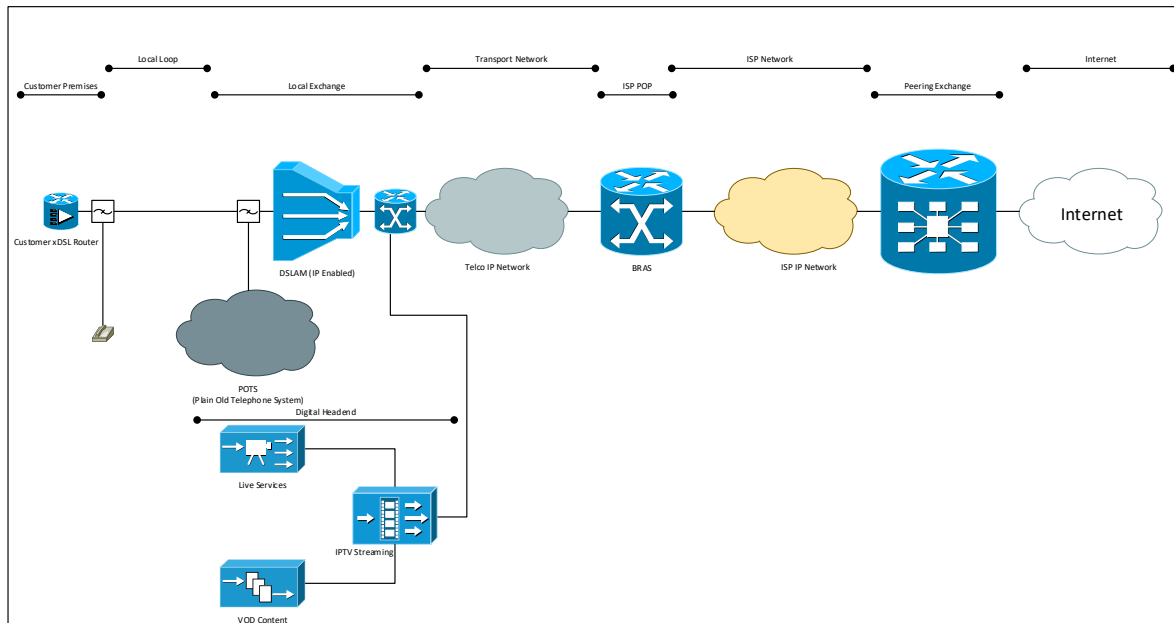 Local Loop
Transport Network
ISP Network
Internet
Customer Premises
Local Exchange
ISP POP
Peering Exchange
Internet
Customer xDSL Router
DSLAM (IP Enabled)
Telco IP Network
BRAS
ISP IP Network
POTS
(Plain Old Telephone System)
Digital Headend
Live Services
IPTV Streaming
VOD Content